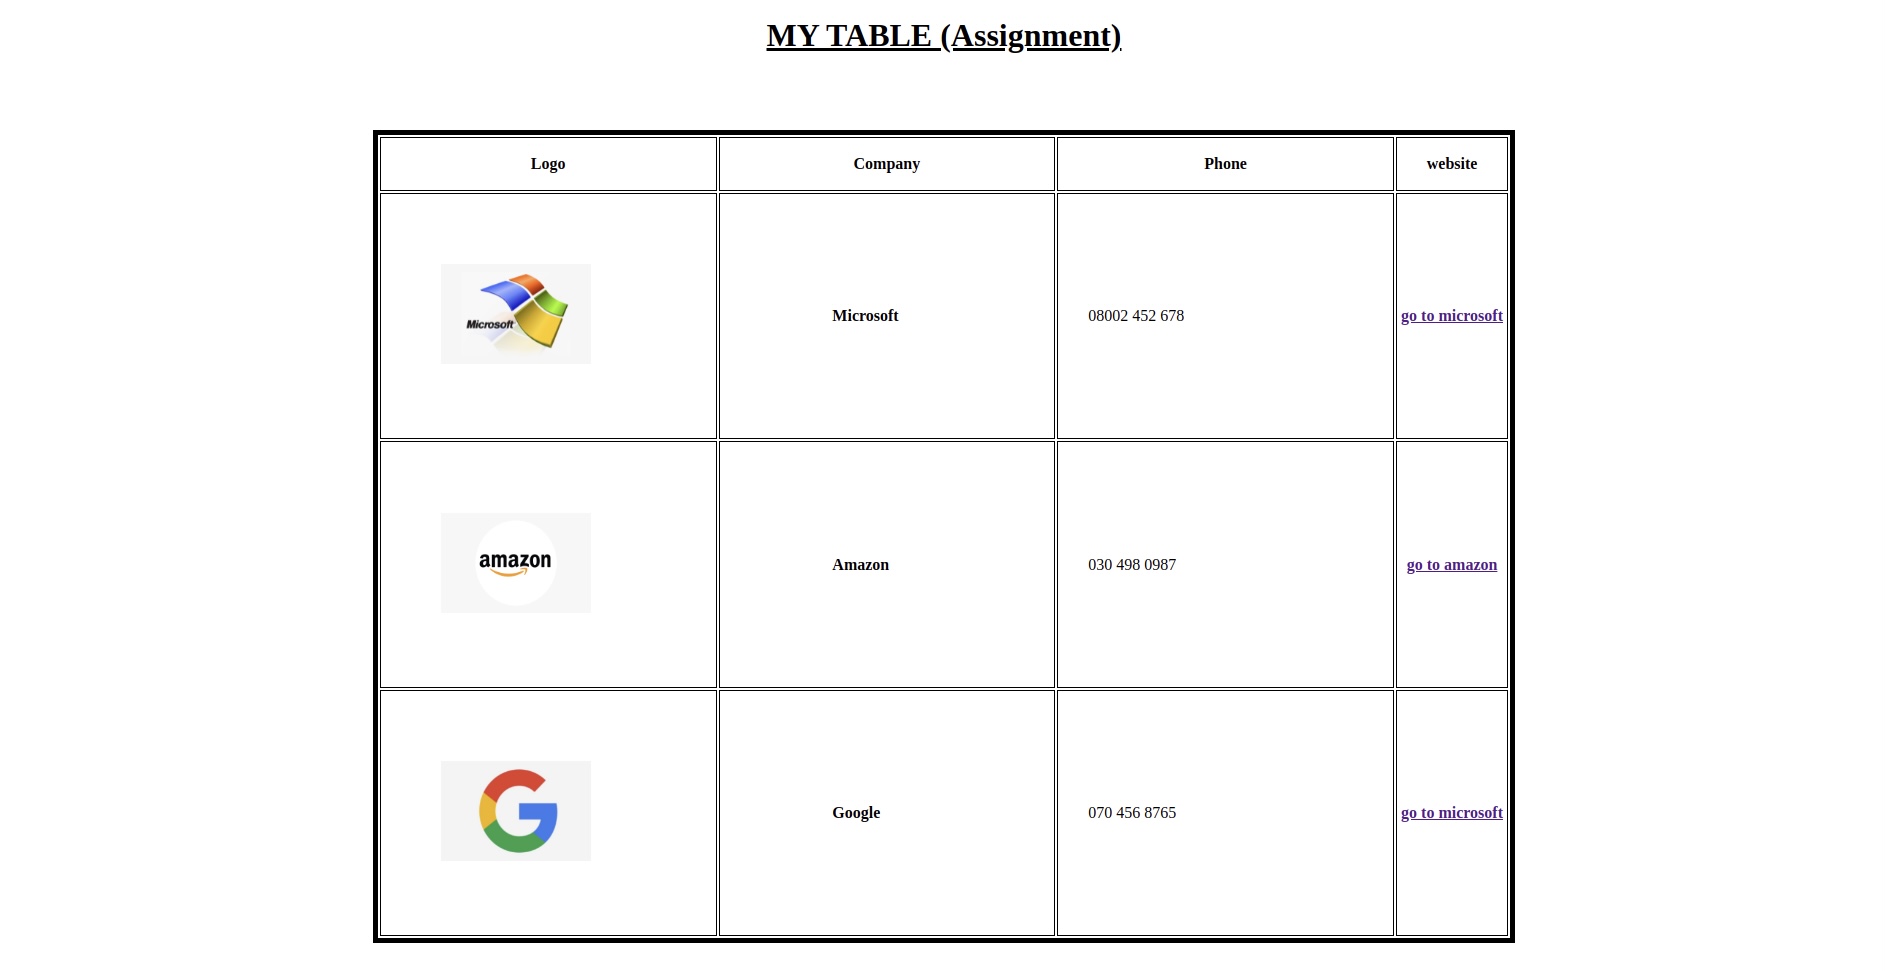 MY TABLE (Assignment)
Logo Company Phone website
Microsoft Microsoft 08002 452 678 go to microsoft
amazon Amazon 030 498 0987 go to amazon
Google 070 456 8765 go to microsoft